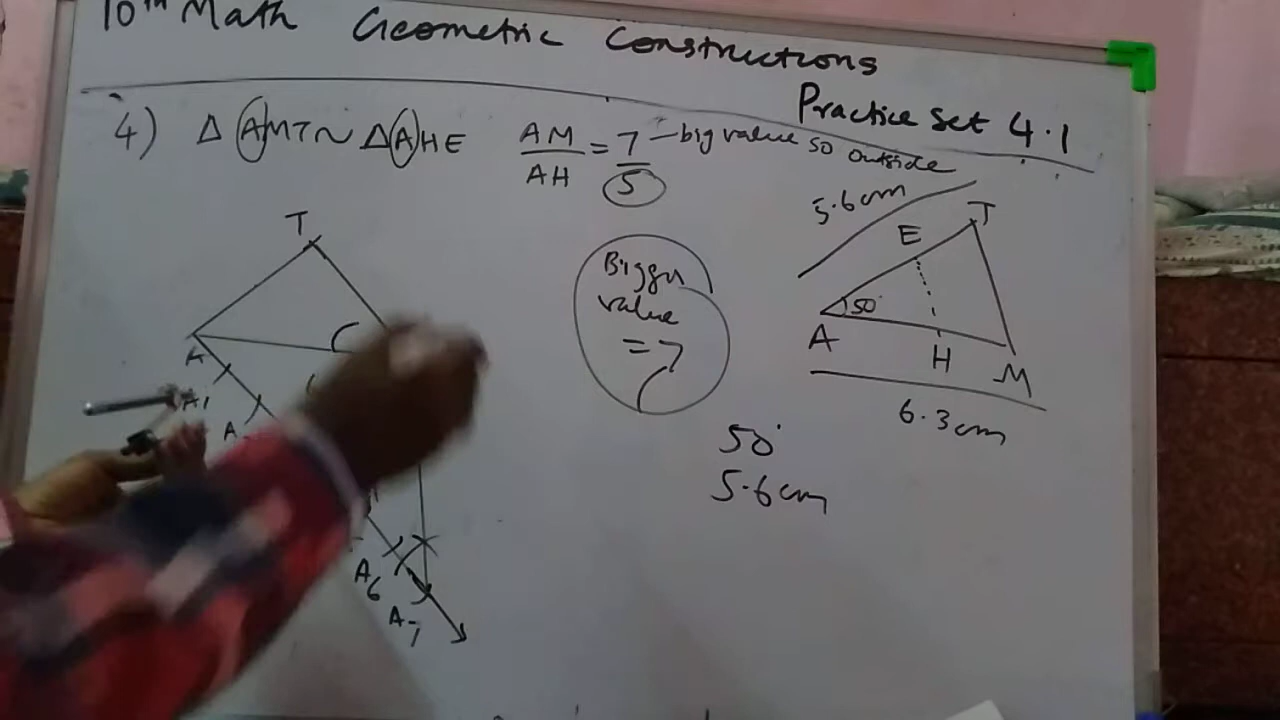 10th Math Geometric Constructions
Practice set 4.1
4) Δ AMT ~ Δ AHE AM/AH = 7/5 – big value so outside
5.6cm
T
E
50°
A
H
M
6.3cm
Bigger
value
= 7
50°
5.6cm
T
A
A1
A6
A7